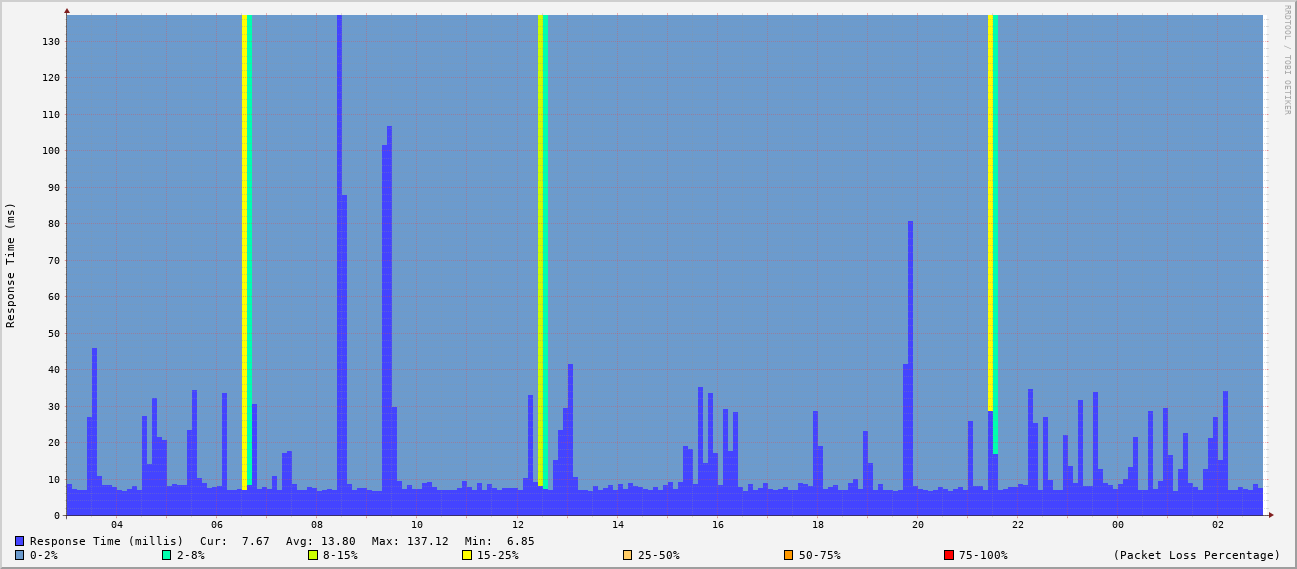 RRDTOOL / TOBI OETIKER
Response Time (ms)
130
120
110
100
90
80
70
60
50
40
30
20
10
0
04 06 08 10 12 14 16 18 20 22 00 02
Response Time (millis) Cur: 7.67 Avg: 13.80 Max: 137.12 Min: 6.85
0-2% 2-8% 8-15% 15-25% 25-50% 50-75% 75-100% (Packet Loss Percentage)